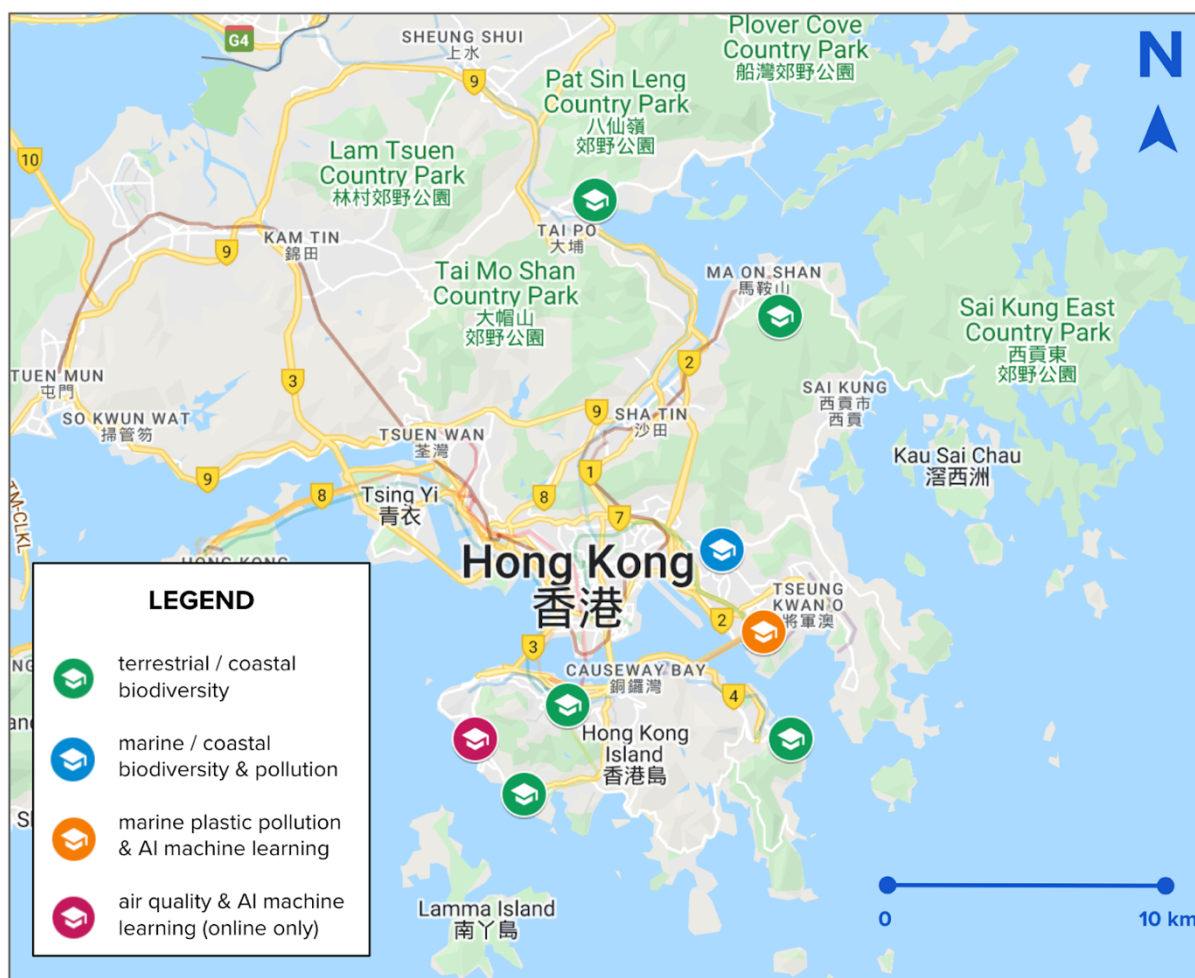 G4
SHEUNG SHUI
上水
9
Plover Cove
Country Park
船灣郊野公園
N
Pat Sin Leng
Country Park
八仙嶺
郊野公園
10
Lam Tsuen
Country Park
林村郊野公園
TAI PO
大埔
KAM TIN
錦田
9
Tai Mo Shan
Country Park
大帽山
郊野公園
MA ON SHAN
馬鞍山
Sai Kung East
Country Park
西貢東
郊野公園
TUEN MUN
屯門
3
2
SAI KUNG
西貢市
西貢
SO KWUN WAT
掃管笏
9
SHA TIN
沙田
TSUEN WAN
荃灣
Kau Sai Chau
滘西洲
9
8
Tsing Yi
青衣
8
1
7
TM-CLKL
HONG KONG
Hong Kong
香港
TSEUNG
KWAN O
將軍澳
2
3
CAUSEWAY BAY
銅鑼灣
4
Hong Kong
Island
香港島
Lamma Island
南丫島
LEGEND
terrestrial / coastal
biodiversity
marine / coastal
biodiversity & pollution
marine plastic pollution
& AI machine learning
air quality & AI machine
learning (online only)
0
10 km